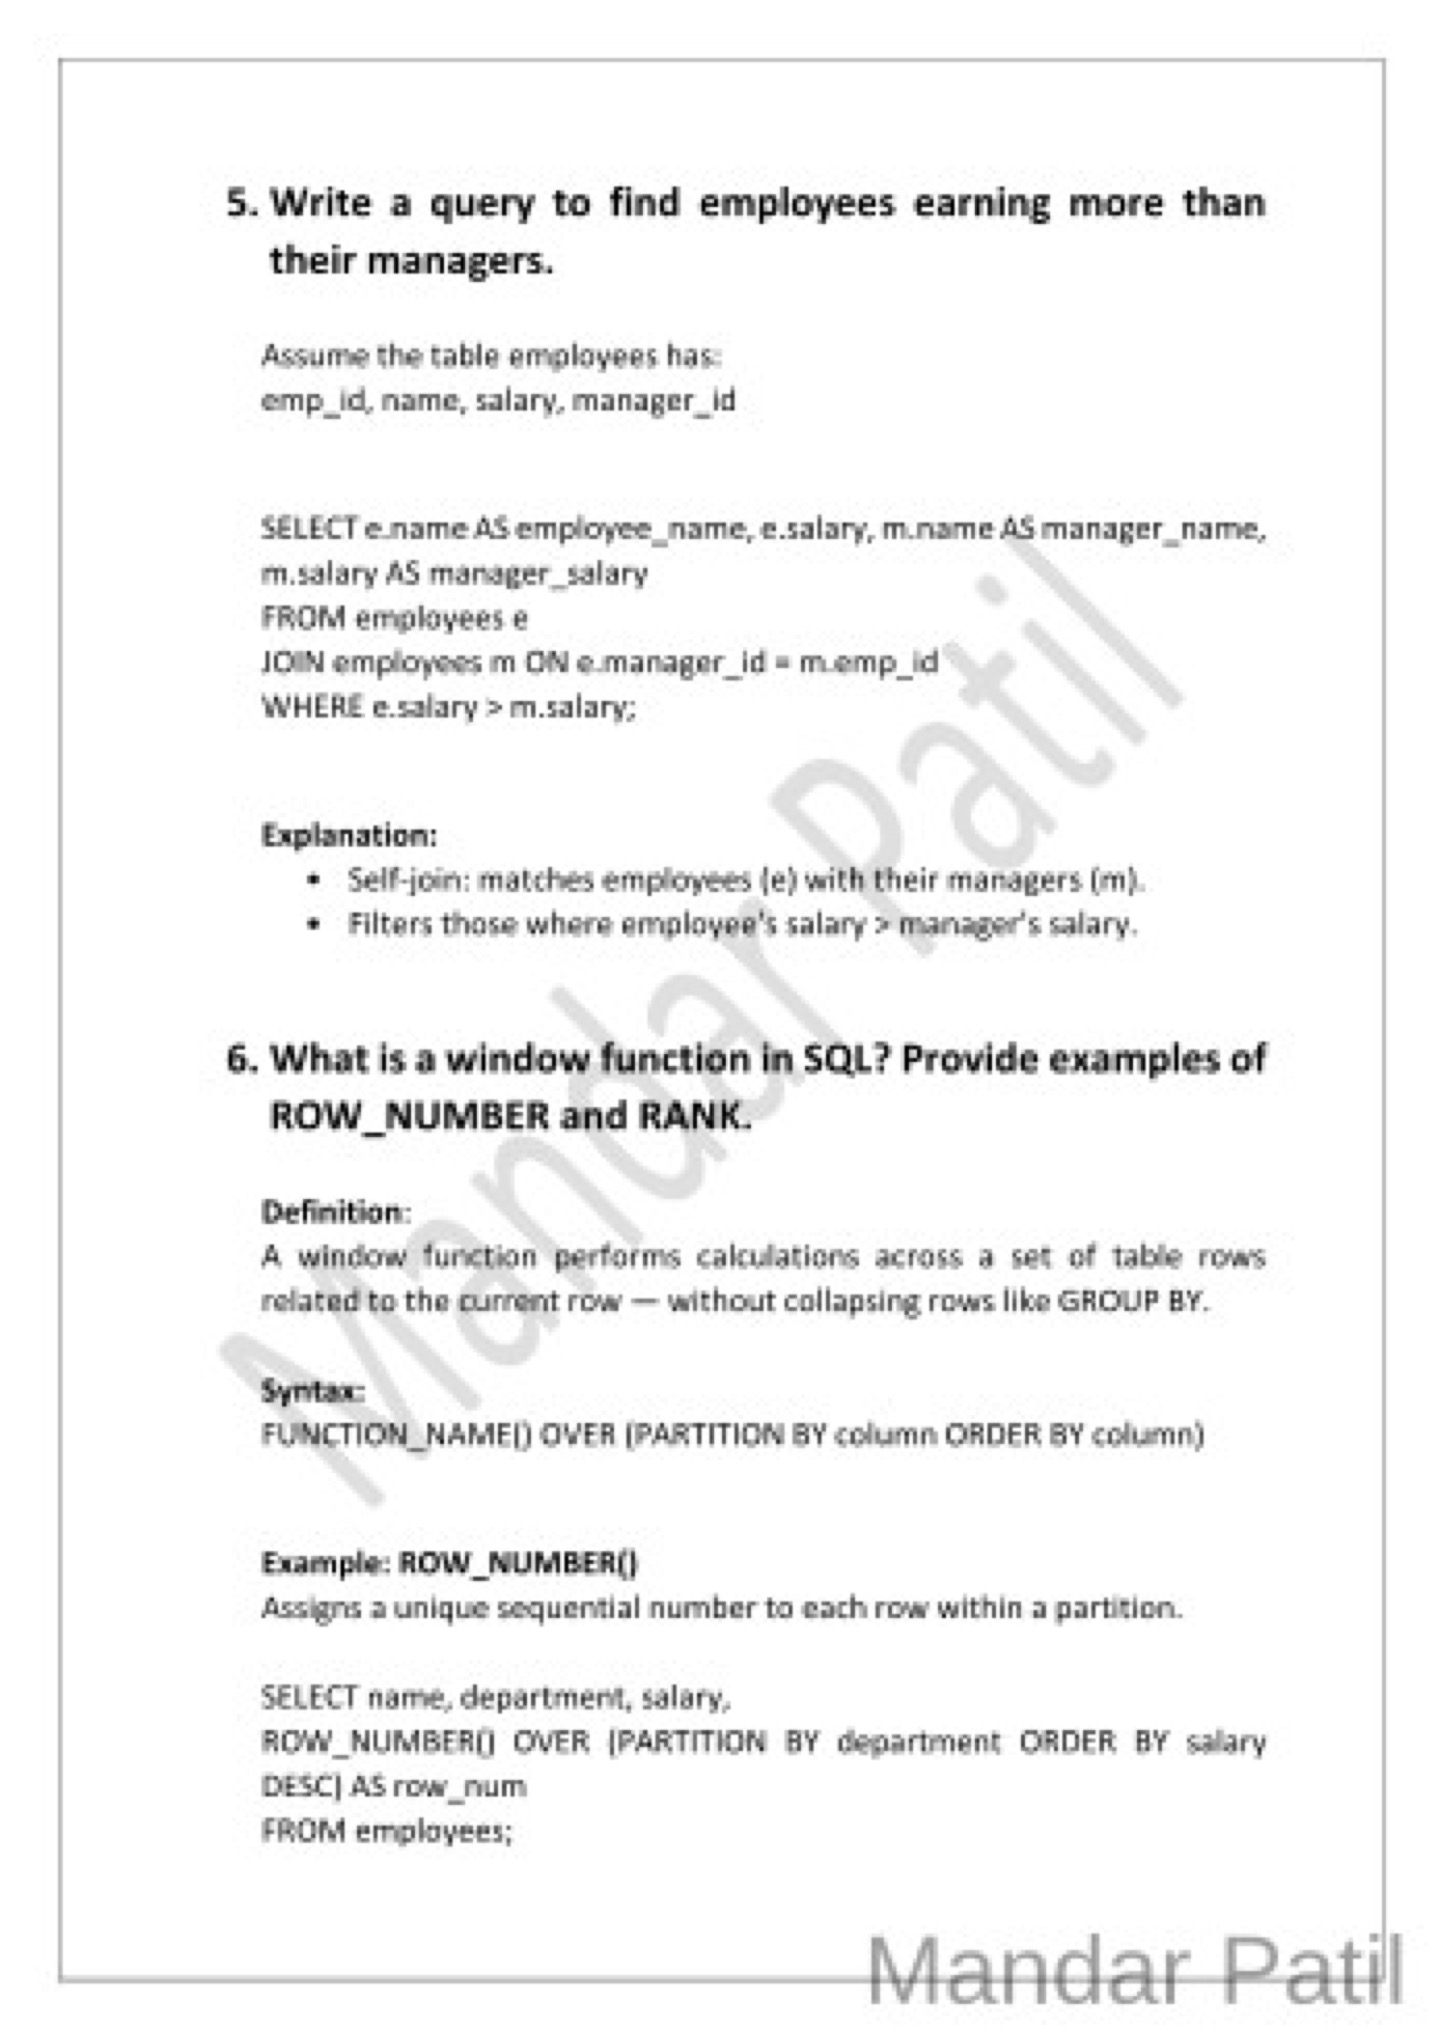 5. Write a query to find employees earning more than
their managers.
Assume the table employees has:
emp_id, name, salary, manager_id
SELECT e.name AS employee_name, e.salary, m.name AS manager_name,
m.salary AS manager_salary
FROM employees e
JOIN employees m ON e.manager_id = m.emp_id
WHERE e.salary > m.salary;
Explanation:
• Self-join: matches employees (e) with their managers (m).
• Filters those where employee's salary > manager's salary.
6. What is a window function in SQL? Provide examples of
ROW_NUMBER and RANK.
Definition:
A window function performs calculations across a set of table rows
related to the current row — without collapsing rows like GROUP BY.
Syntax:
FUNCTION_NAME() OVER (PARTITION BY column ORDER BY column)
Example: ROW_NUMBER()
Assigns a unique sequential number to each row within a partition.
SELECT name, department, salary,
ROW_NUMBER() OVER (PARTITION BY department ORDER BY salary
DESC) AS row_num
FROM employees;
Mandar Patil
Mandar Patil